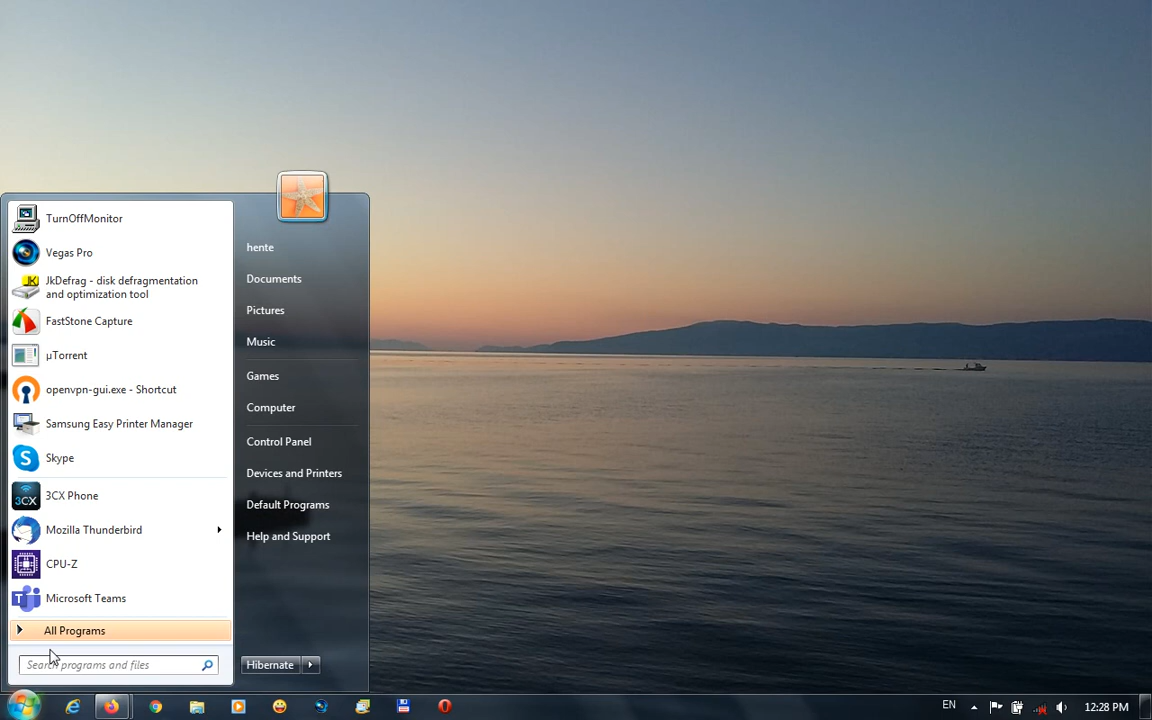 TurnOffMonitor
Vegas Pro
JkDefrag - disk defragmentation
and optimization tool
FastStone Capture
µTorrent
openvpn-gui.exe - Shortcut
Samsung Easy Printer Manager
Skype
3CX
3CX Phone
Mozilla Thunderbird
CPU-Z
Microsoft Teams
All Programs
Search programs and files
hente
Documents
Pictures
Music
Games
Computer
Control Panel
Devices and Printers
Default Programs
Help and Support
Hibernate
EN
12:28 PM